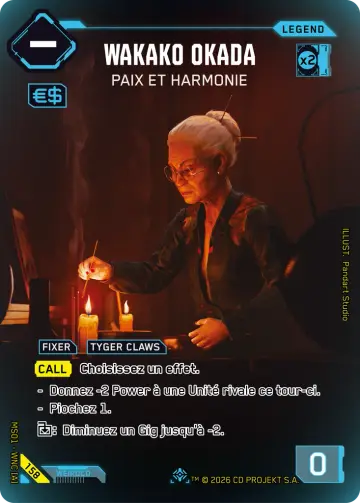 LEGEND
WAKAKO OKADA
PAIX ET HARMONIE
x2
€$
ILLUST. Pandart Studio
FIXER TYGER CLAWS
CALL Choisissez un effet.
- Donnez -2 Power à une Unité rivale ce tour-ci.
- Piochez 1.
: Diminuez un Gig jusqu'à -2.
158
0
™ © 2026 CD PROJEKT S.A.